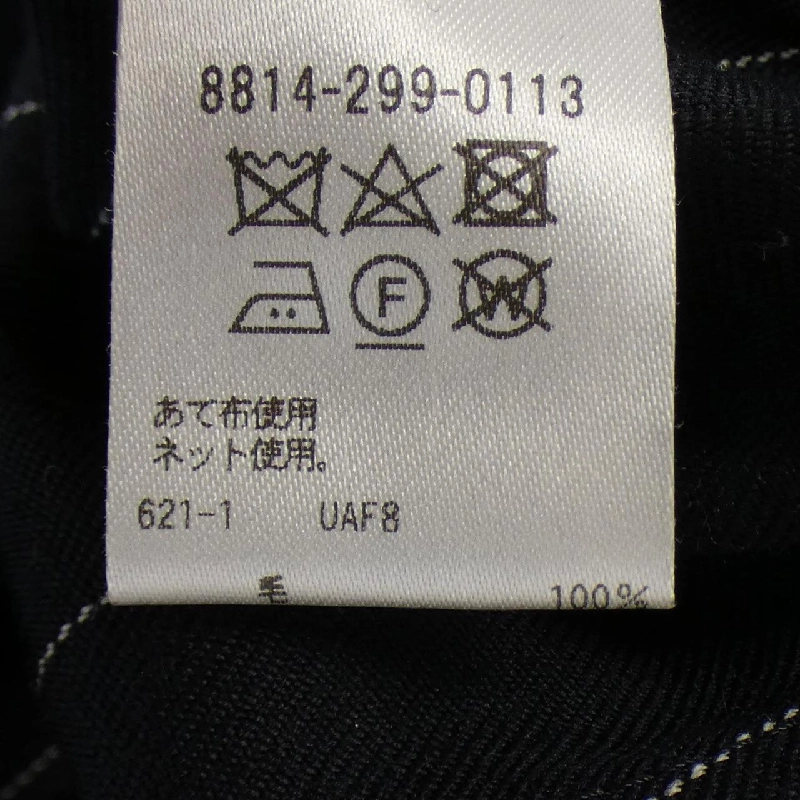 8814-299-0113
F W
あて布使用
ネット使用。
621-1 UAF8
毛 100%